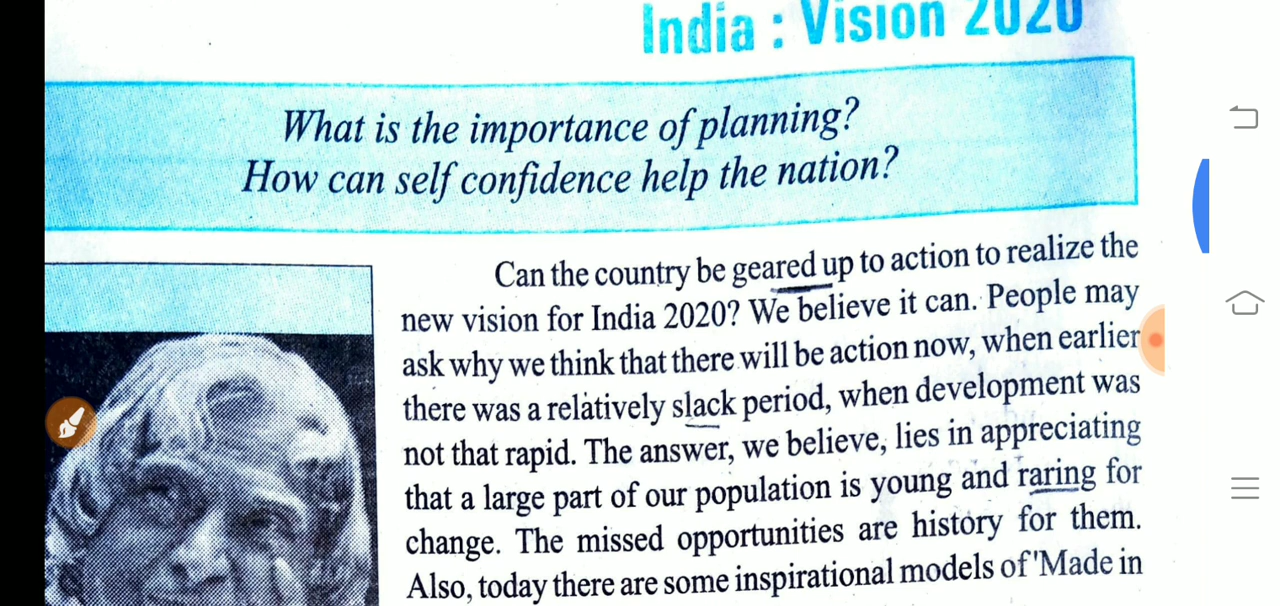 India : Vision 2020
What is the importance of planning?
How can self confidence help the nation?
Can the country be geared up to action to realize the
new vision for India 2020? We believe it can. People may
ask why we think that there will be action now, when earlier
there was a relatively slack period, when development was
not that rapid. The answer, we believe, lies in appreciating
that a large part of our population is young and raring for
change. The missed opportunities are history for them.
Also, today there are some inspirational models of 'Made in